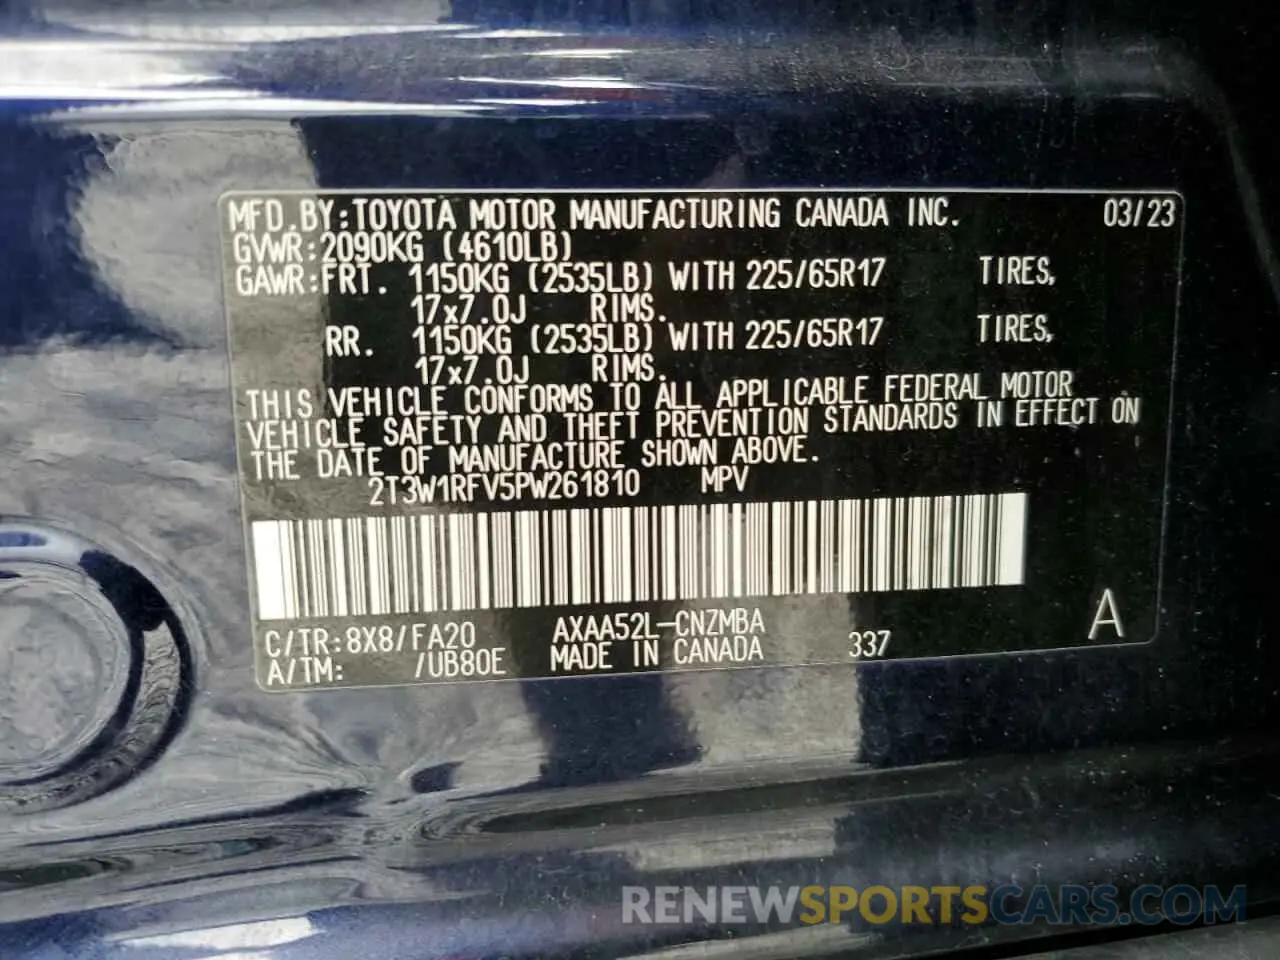 MFD.BY:TOYOTA MOTOR MANUFACTURING CANADA INC. 03/23
GVWR:2090KG (4610LB)
GAWR:FRT. 1150KG (2535LB) WITH 225/65R17 TIRES,
17x7.0J RIMS.
RR. 1150KG (2535LB) WITH 225/65R17 TIRES,
17x7.0J RIMS.
THIS VEHICLE CONFORMS TO ALL APPLICABLE FEDERAL MOTOR
VEHICLE SAFETY AND THEFT PREVENTION STANDARDS IN EFFECT ON
THE DATE OF MANUFACTURE SHOWN ABOVE.
2T3W1RFV5PW261810 MPV
C/TR:8X8/FA20 AXAA52L-CNZMBA A
A/TM: /UB80E MADE IN CANADA 337
RENEWSPORTSCARS.COM 03/23